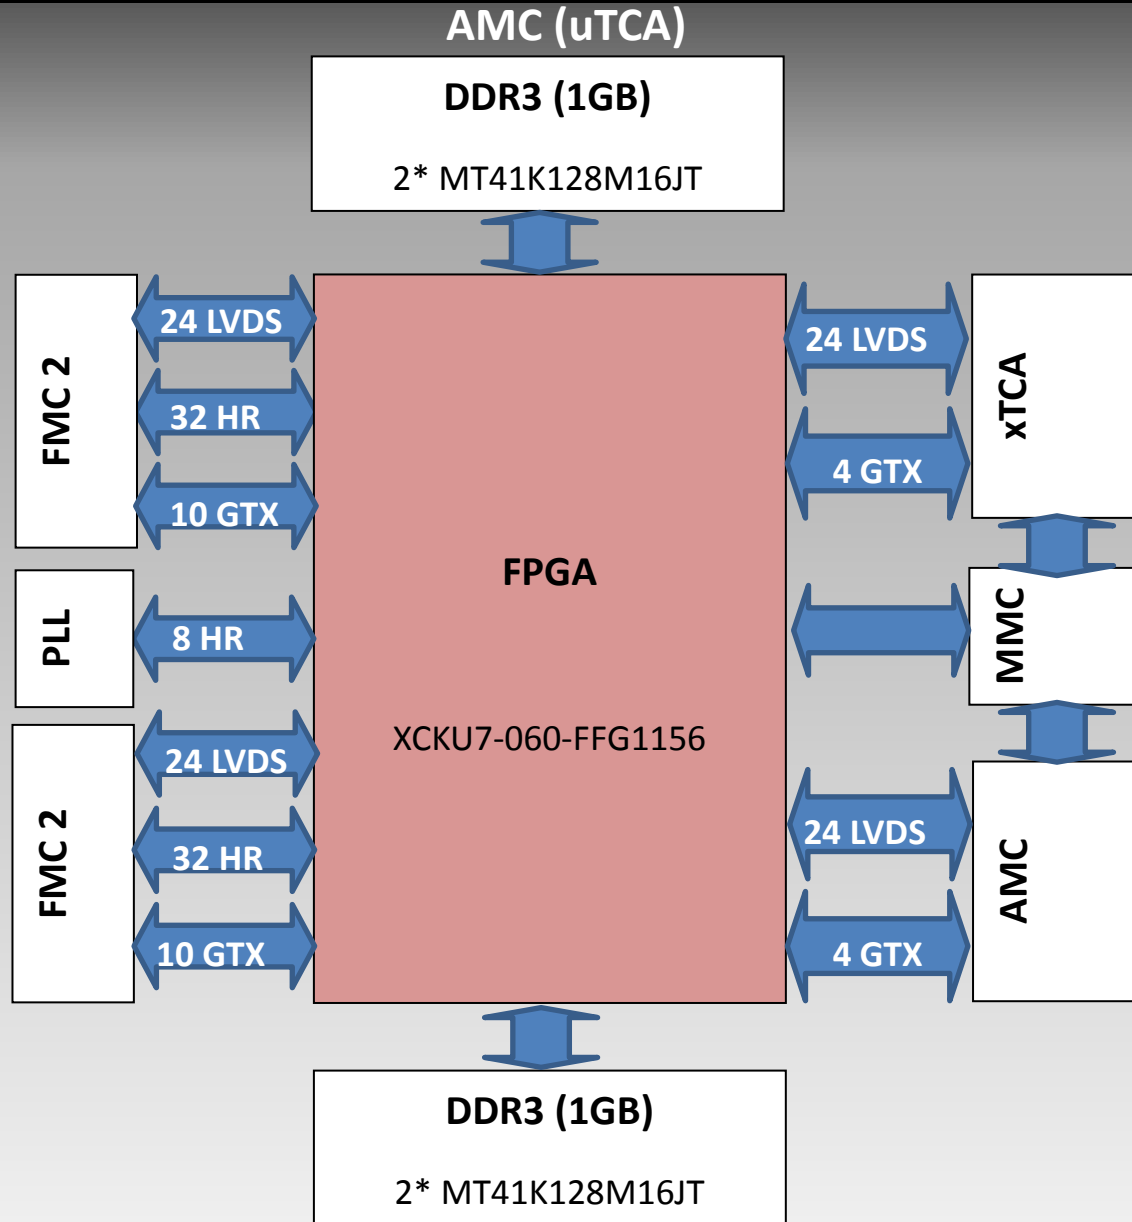 AMC (uTCA)
DDR3 (1GB)
2* MT41K128M16JT
FMC 2
24 LVDS
32 HR
10 GTX
PLL
8 HR
FMC 2
24 LVDS
32 HR
10 GTX
FPGA
XCKU7-060-FFG1156
24 LVDS
4 GTX
xTCA
MMC
24 LVDS
4 GTX
AMC
DDR3 (1GB)
2* MT41K128M16JT